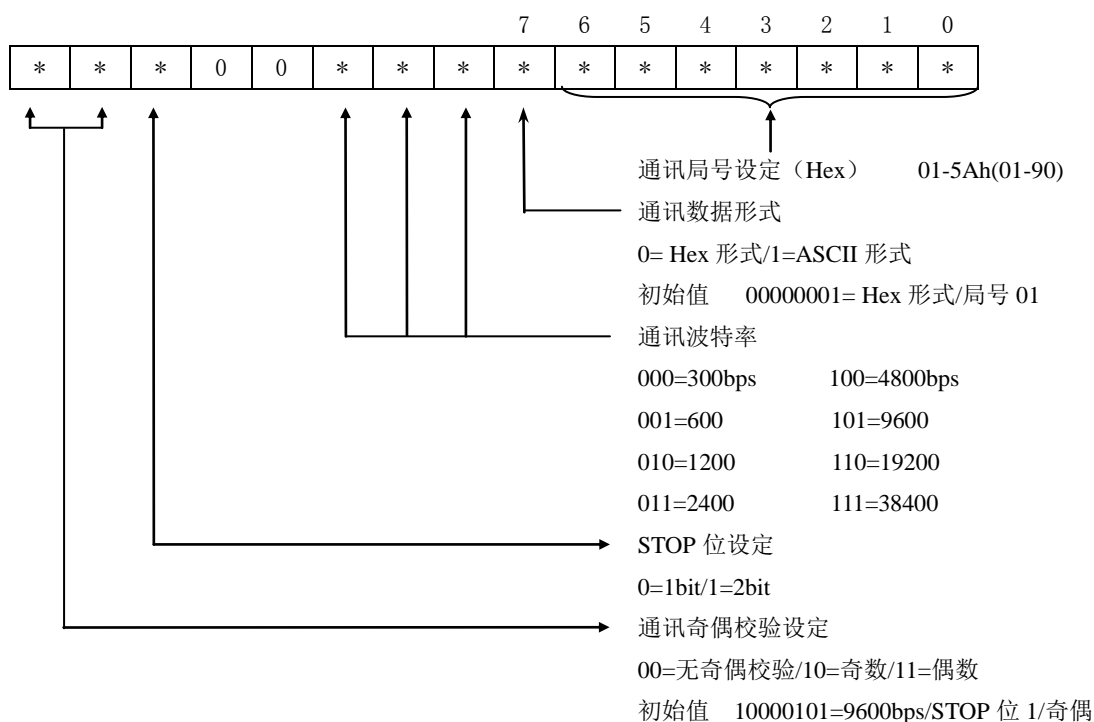 7 6 5 4 3 2 1 0
* * * 0 0 * * * * * * * * * * *
通讯局号设定（Hex） 01-5Ah(01-90)
通讯数据形式
0= Hex 形式/1=ASCII 形式
初始值 00000001= Hex 形式/局号 01
通讯波特率
000=300bps 100=4800bps
001=600 101=9600
010=1200 110=19200
011=2400 111=38400
STOP 位设定
0=1bit/1=2bit
通讯奇偶校验设定
00=无奇偶校验/10=奇数/11=偶数
初始值 10000101=9600bps/STOP 位 1/奇偶